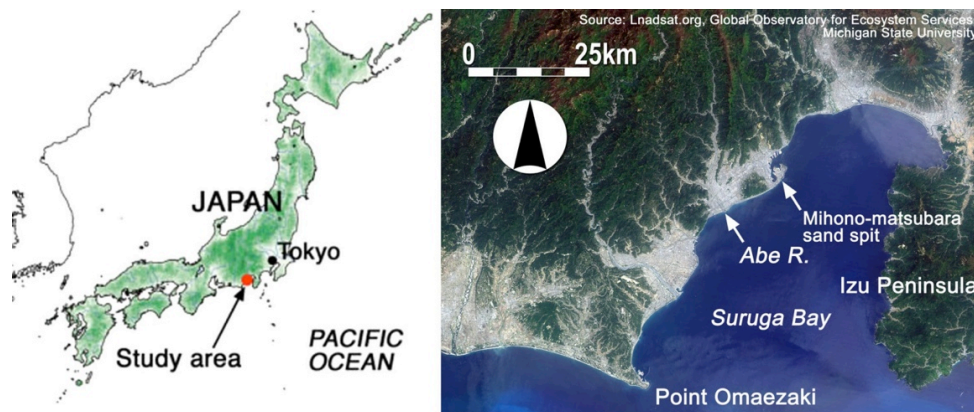 JAPAN
Tokyo
Study area
PACIFIC
OCEAN
Source: Lnadsat.org, Global Observatory for Ecosystem Services,
Michigan State University
0 25km
Mihono-matsubara
sand spit
Abe R.
Izu Peninsula
Suruga Bay
Point Omaezaki